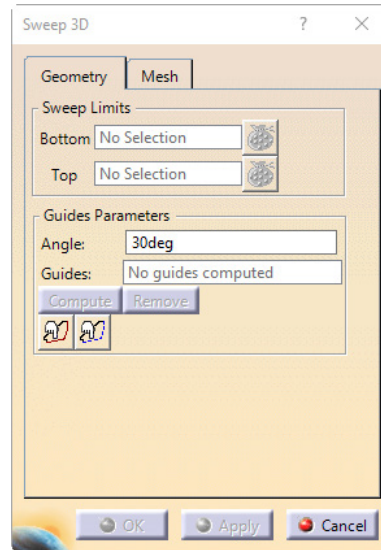 Sweep 3D ?
Geometry Mesh
Sweep Limits
Bottom No Selection
Top No Selection
Guides Parameters
Angle: 30deg
Guides: No guides computed
Compute Remove
OK Apply Cancel